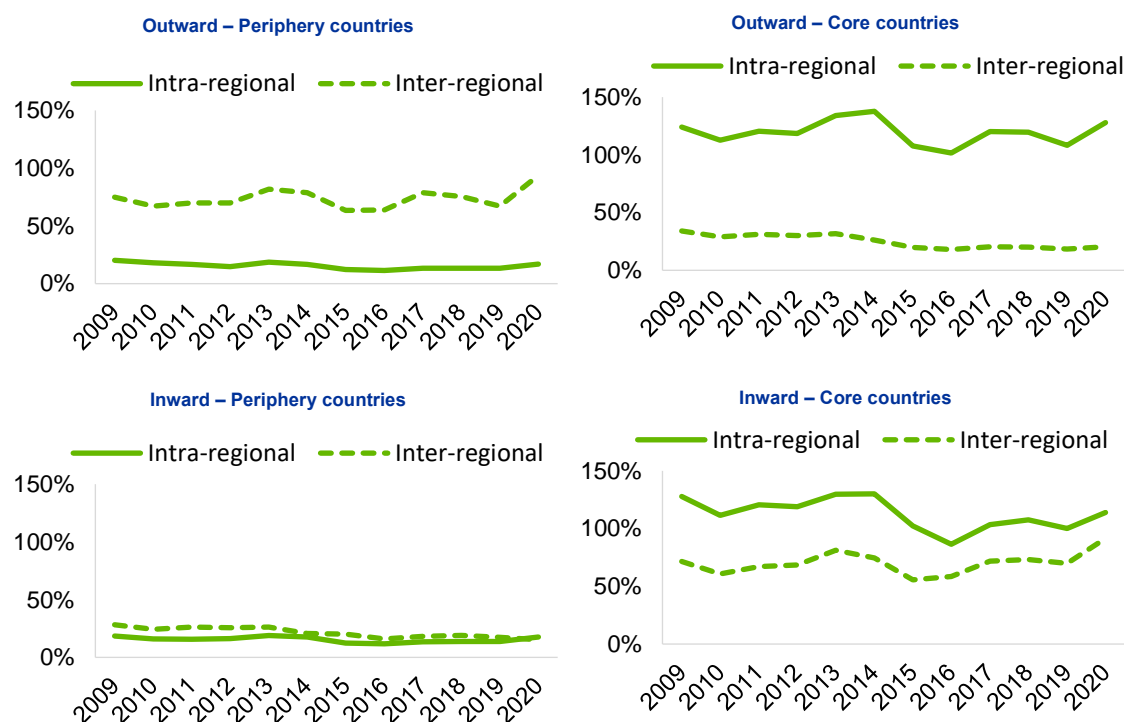 Outward – Periphery countries
Intra-regional Inter-regional
150%
100%
50%
0%
2009 2010 2011 2012 2013 2014 2015 2016 2017 2018 2019 2020
Outward – Core countries
Intra-regional Inter-regional
150%
100%
50%
0%
2009 2010 2011 2012 2013 2014 2015 2016 2017 2018 2019 2020
Inward – Periphery countries
Intra-regional Inter-regional
150%
100%
50%
0%
2009 2010 2011 2012 2013 2014 2015 2016 2017 2018 2019 2020
Inward – Core countries
Intra-regional Inter-regional
150%
100%
50%
0%
2009 2010 2011 2012 2013 2014 2015 2016 2017 2018 2019 2020